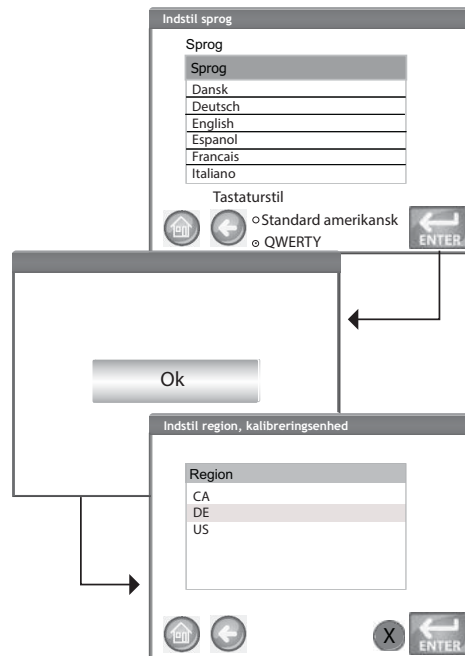 Indstil sprog
Sprog
Sprog
Dansk
Deutsch
English
Espanol
Francais
Italiano
Tastaturstil
Standard amerikansk
QWERTY
ENTER
Ok
Indstil region, kalibreringsenhed
Region
CA
DE
US
X
ENTER